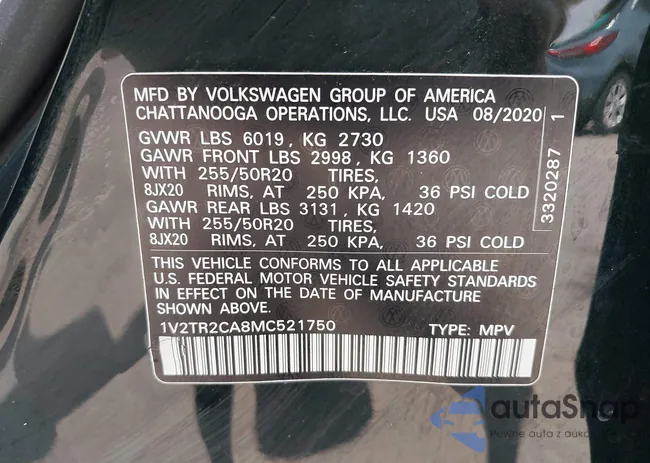 MFD BY VOLKSWAGEN GROUP OF AMERICA
CHATTANOOGA OPERATIONS, LLC. USA 08/2020
GVWR LBS 6019, KG 2730
GAWR FRONT LBS 2998, KG 1360
WITH 255/50R20 TIRES,
8JX20 RIMS, AT 250 KPA, 36 PSI COLD
GAWR REAR LBS 3131, KG 1420
WITH 255/50R20 TIRES,
8JX20 RIMS, AT 250 KPA, 36 PSI COLD
THIS VEHICLE CONFORMS TO ALL APPLICABLE
U.S. FEDERAL MOTOR VEHICLE SAFETY STANDARDS
IN EFFECT ON THE DATE OF MANUFACTURE
SHOWN ABOVE.
1V2TR2CA8MC521750 TYPE: MPV
3320287 1
autaSnap
Pewne auta z aukcji